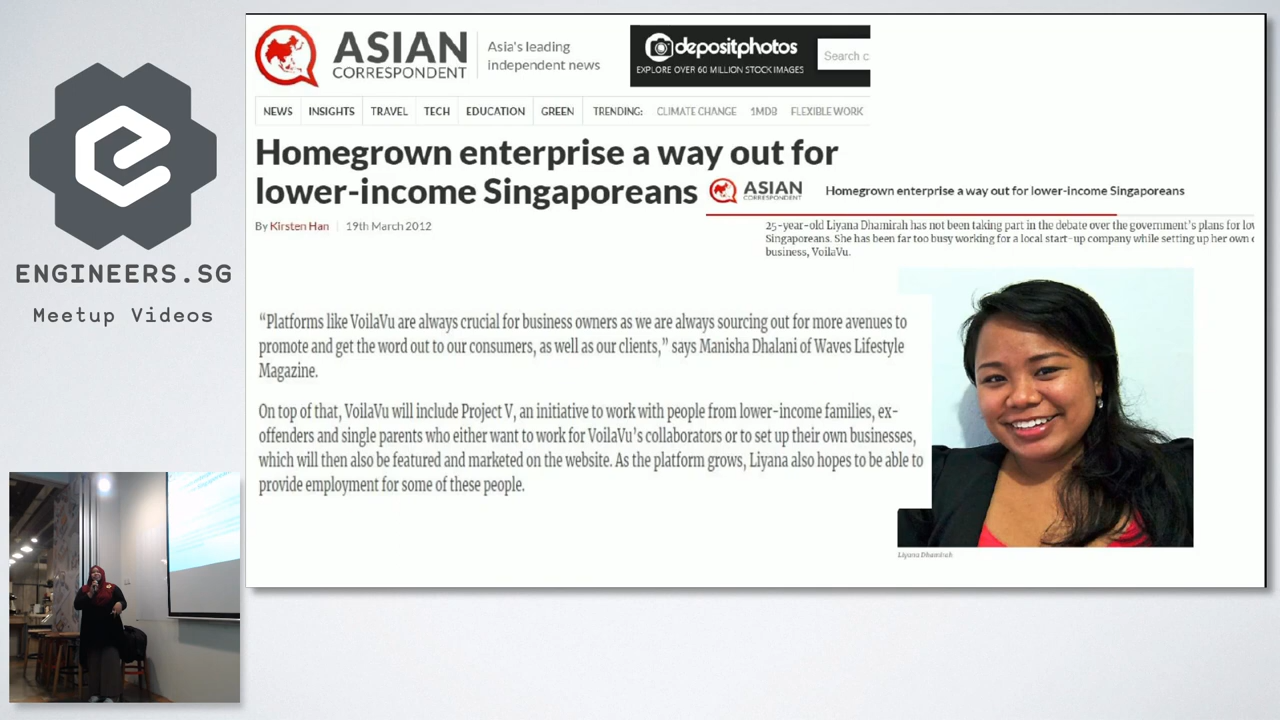 ASIAN
CORRESPONDENT
Asia's leading
independent news
depositphotos
EXPLORE OVER 60 MILLION STOCK IMAGES
Search c
NEWS
INSIGHTS
TRAVEL
TECH
EDUCATION
GREEN
TRENDING:
CLIMATE CHANGE
1MDB
FLEXIBLE WORK
Homegrown enterprise a way out for
lower-income Singaporeans
By Kirsten Han | 19th March 2012
ASIAN
CORRESPONDENT
Homegrown enterprise a way out for lower-income Singaporeans
25-year-old Liyana Dhamirah has not been taking part in the debate over the government's plans for lov
Singaporeans. She has been far too busy working for a local start-up company while setting up her own
business, VoilaVu.
“Platforms like VoilaVu are always crucial for business owners as we are always sourcing out for more avenues to
promote and get the word out to our consumers, as well as our clients,” says Manisha Dhalani of Waves Lifestyle
Magazine.
On top of that, VoilaVu will include Project V, an initiative to work with people from lower-income families, ex-
offenders and single parents who either want to work for VoilaVu’s collaborators or to set up their own businesses,
which will then also be featured and marketed on the website. As the platform grows, Liyana also hopes to be able to
provide employment for some of these people.
Liyana Dhamirah
ENGINEERS.SG
Meetup Videos